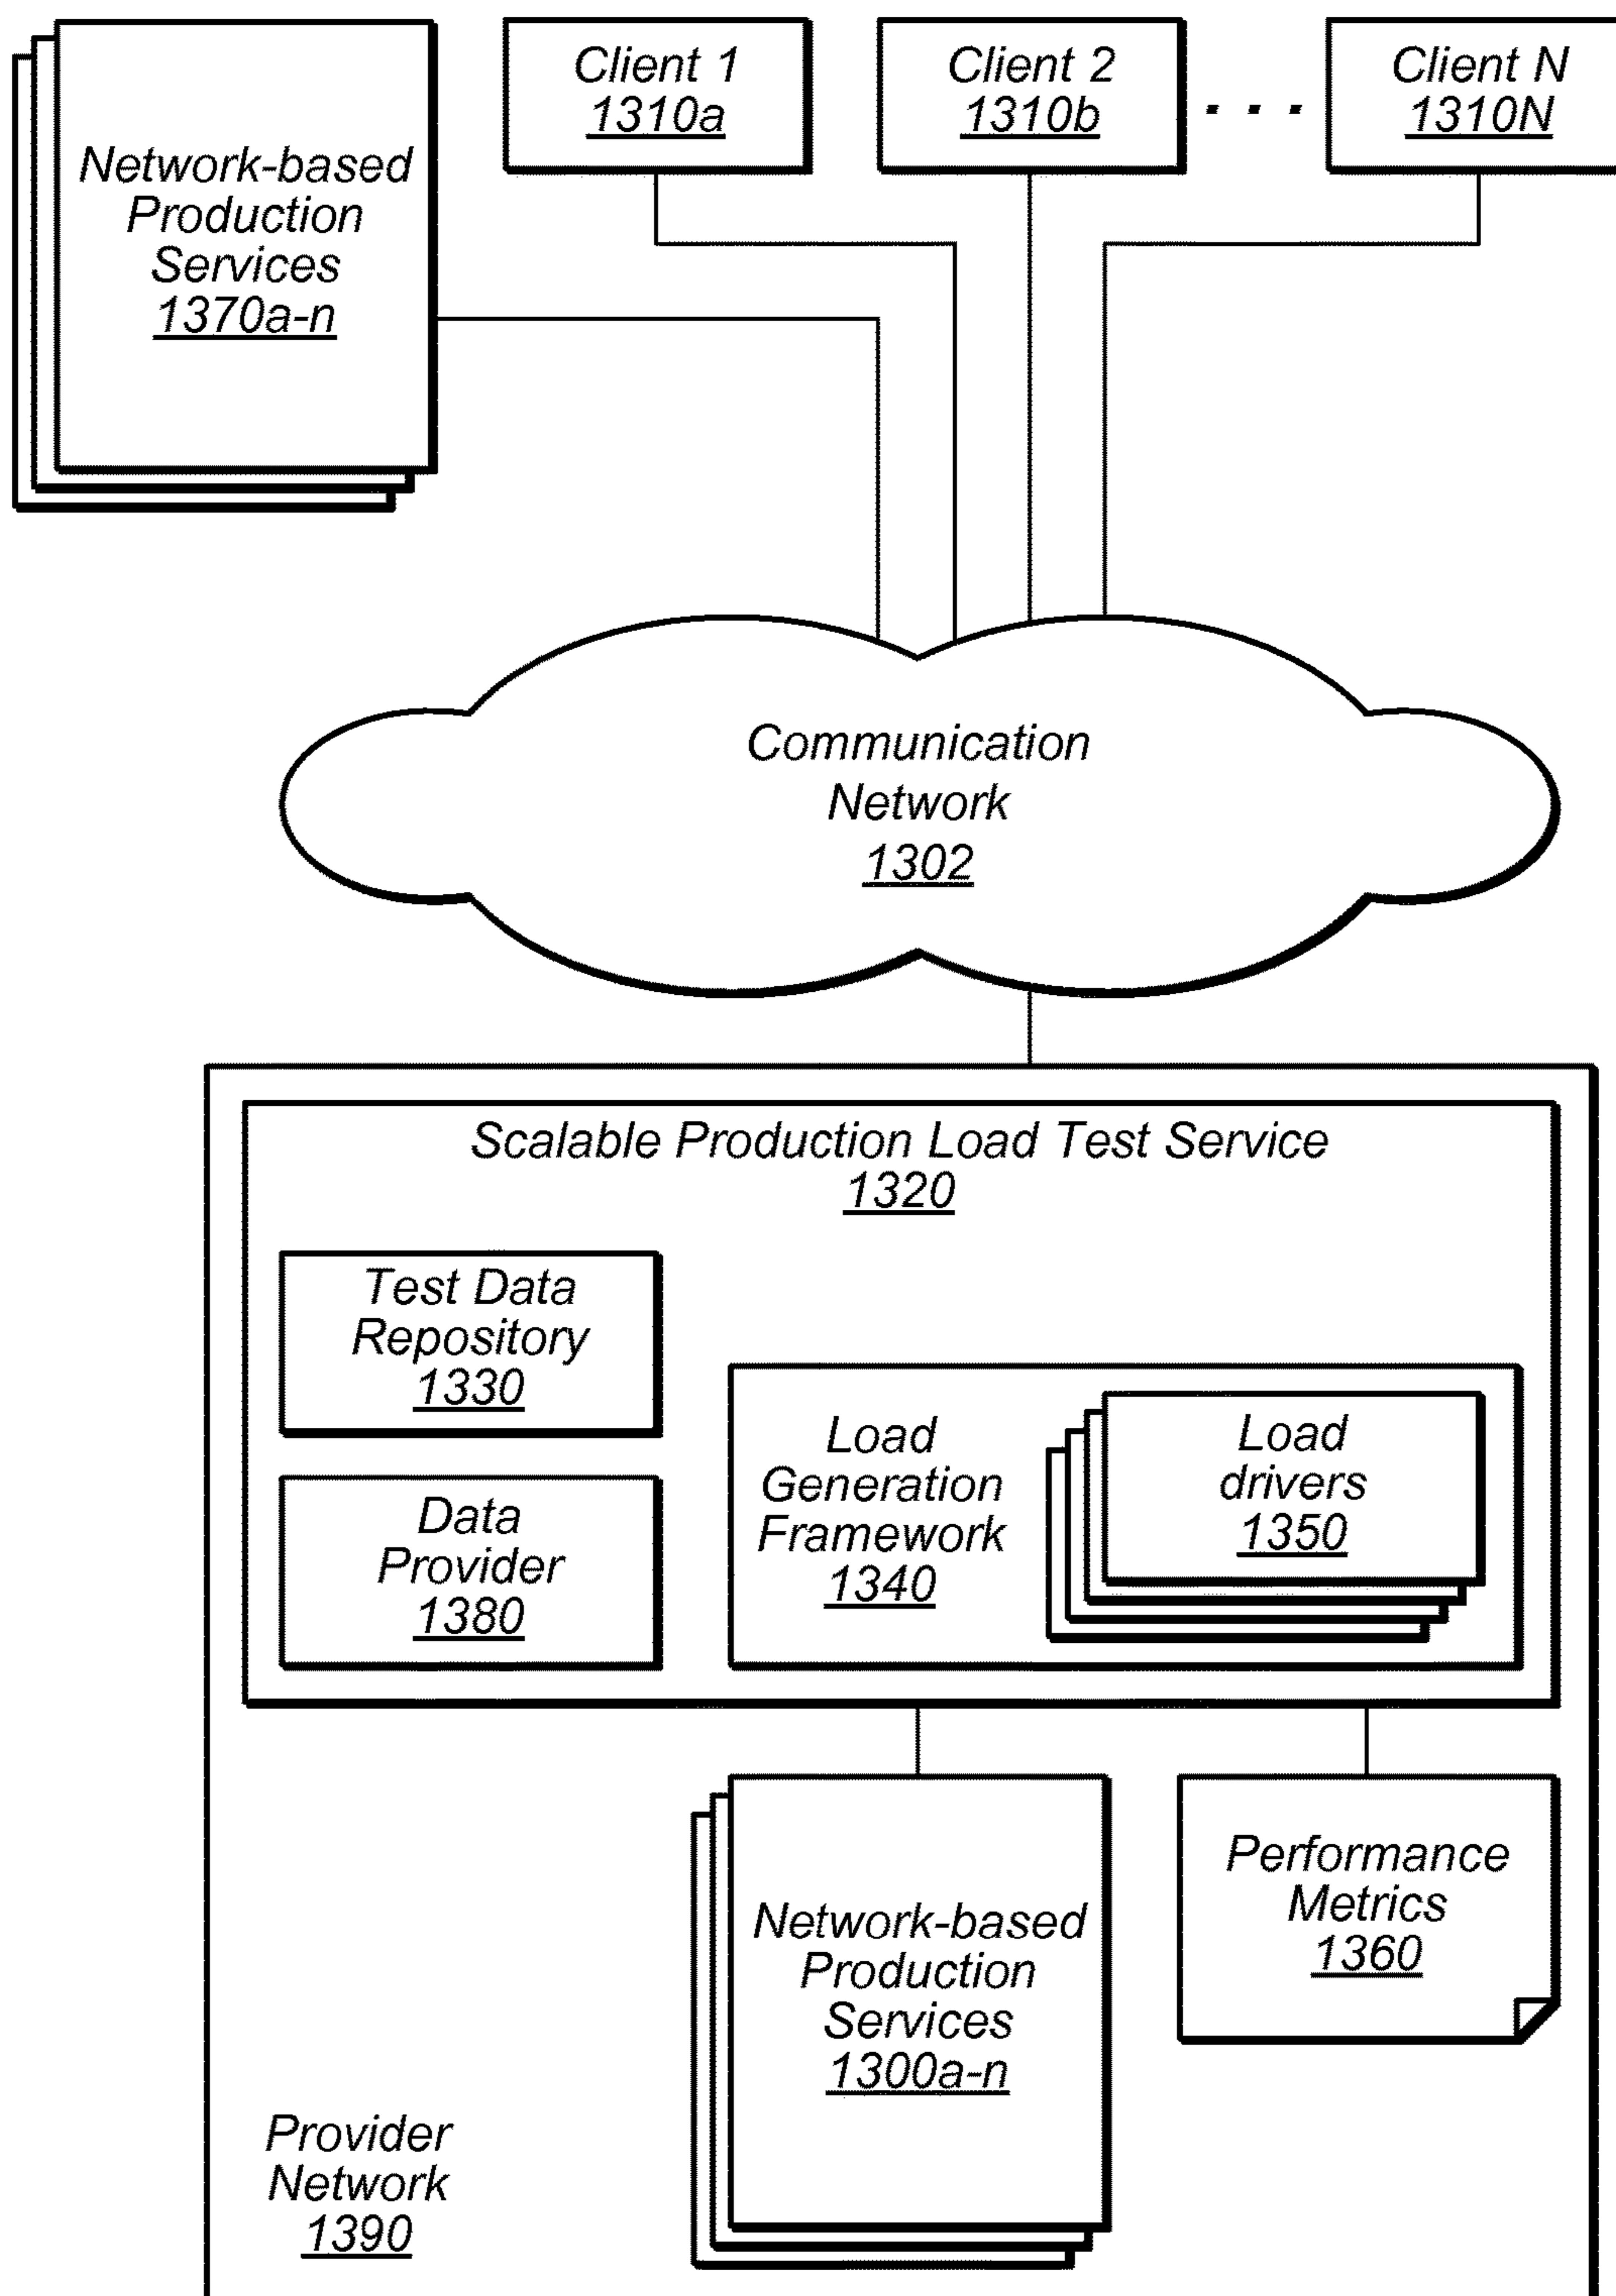 Network-based
Production
Services
1370a-n
Client 1
1310a
Client 2
1310b
. . .
Client N
1310N
Communication
Network
1302
Scalable Production Load Test Service
1320
Test Data
Repository
1330
Data
Provider
1380
Load
Generation
Framework
1340
Load
drivers
1350
Network-based
Production
Services
1300a-n
Performance
Metrics
1360
Provider
Network
1390